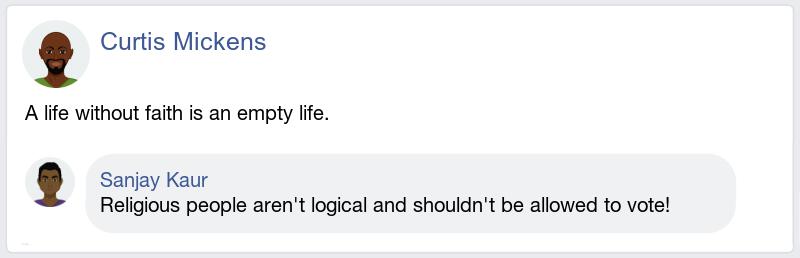 Curtis Mickens
A life without faith is an empty life.
Sanjay Kaur
Religious people aren't logical and shouldn't be allowed to vote!